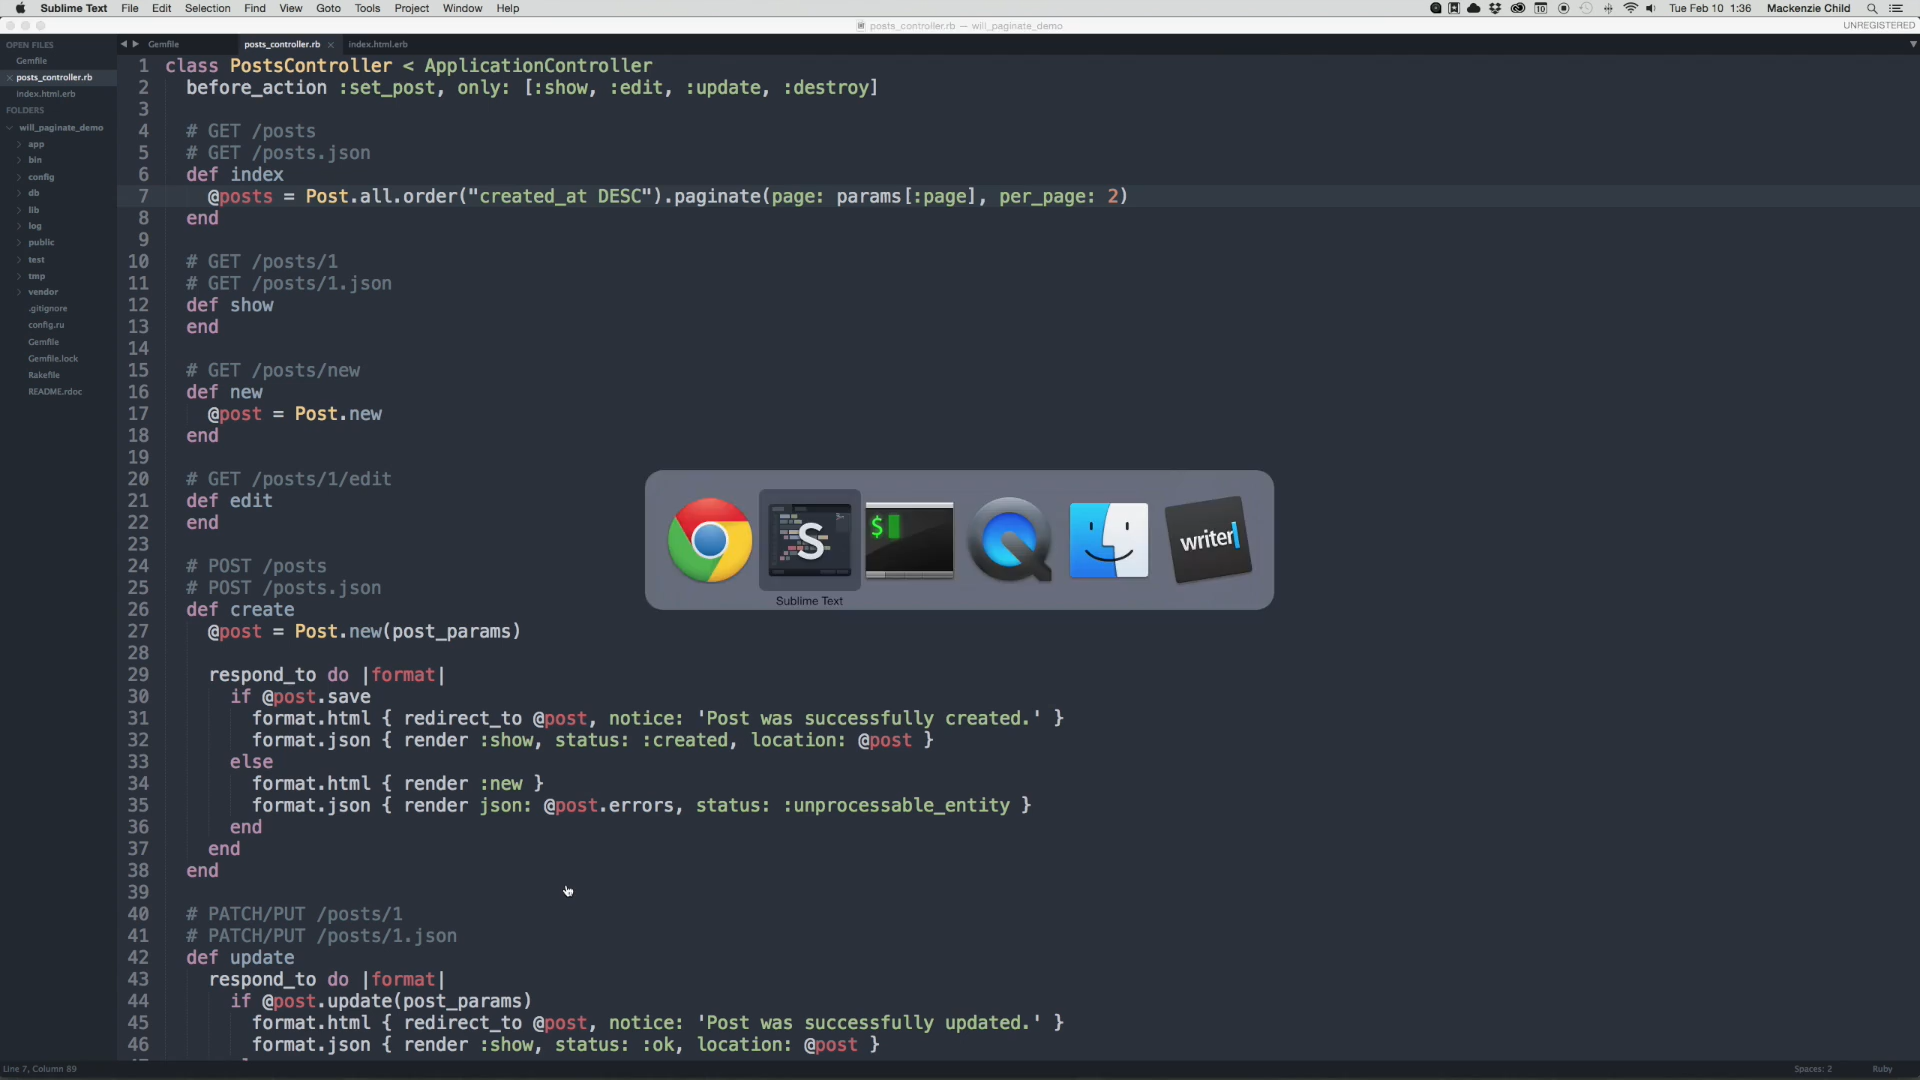 Sublime Text File Edit Selection Find View Goto Tools Project Window Help
10 Tue Feb 10 1:36 Mackenzie Child
posts_controller.rb — will_paginate_demo
UNREGISTERED
Gemfile posts_controller.rb index.html.erb
OPEN FILES
Gemfile
posts_controller.rb
index.html.erb
FOLDERS
will_paginate_demo
app
bin
config
db
lib
log
public
test
tmp
vendor
.gitignore
config.ru
Gemfile
Gemfile.lock
Rakefile
README.rdoc
1 class PostsController < ApplicationController
2 before_action :set_post, only: [:show, :edit, :update, :destroy]
3
4 # GET /posts
5 # GET /posts.json
6 def index
7 @posts = Post.all.order("created_at DESC").paginate(page: params[:page], per_page: 2)
8 end
9
10 # GET /posts/1
11 # GET /posts/1.json
12 def show
13 end
14
15 # GET /posts/new
16 def new
17 @post = Post.new
18 end
19
20 # GET /posts/1/edit
21 def edit
22 end
23
24 # POST /posts
25 # POST /posts.json
26 def create
27 @post = Post.new(post_params)
28
29 respond_to do |format|
30 if @post.save
31 format.html { redirect_to @post, notice: 'Post was successfully created.' }
32 format.json { render :show, status: :created, location: @post }
33 else
34 format.html { render :new }
35 format.json { render json: @post.errors, status: :unprocessable_entity }
36 end
37 end
38 end
39
40 # PATCH/PUT /posts/1
41 # PATCH/PUT /posts/1.json
42 def update
43 respond_to do |format|
44 if @post.update(post_params)
45 format.html { redirect_to @post, notice: 'Post was successfully updated.' }
46 format.json { render :show, status: :ok, location: @post }
S $ writer
Sublime Text
Line 7, Column 89
Spaces: 2 Ruby